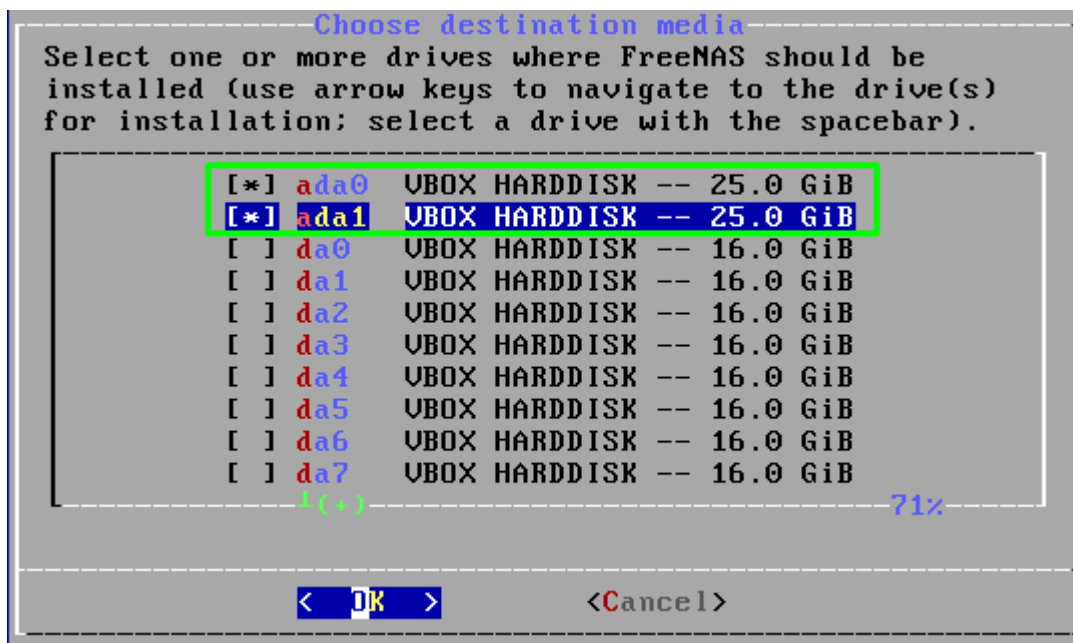 Choose destination media
Select one or more drives where FreeNAS should be
installed (use arrow keys to navigate to the drive(s)
for installation; select a drive with the spacebar).
[*] ada0 VBOX HARDDISK -- 25.0 GiB
[*] ada1 VBOX HARDDISK -- 25.0 GiB
[ ] da0 VBOX HARDDISK -- 16.0 GiB
[ ] da1 VBOX HARDDISK -- 16.0 GiB
[ ] da2 VBOX HARDDISK -- 16.0 GiB
[ ] da3 VBOX HARDDISK -- 16.0 GiB
[ ] da4 VBOX HARDDISK -- 16.0 GiB
[ ] da5 VBOX HARDDISK -- 16.0 GiB
[ ] da6 VBOX HARDDISK -- 16.0 GiB
[ ] da7 VBOX HARDDISK -- 16.0 GiB
┴(+) 71%
< OK > <Cancel>